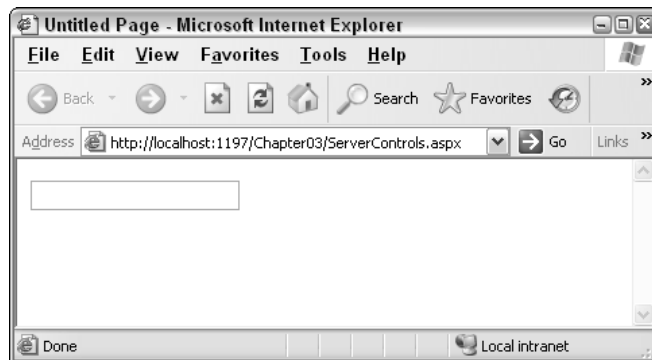 Untitled Page - Microsoft Internet Explorer
File Edit View Favorites Tools Help
Back Search Favorites »
Address http://localhost:1197/Chapter03/ServerControls.aspx Go Links »
Done Local intranet